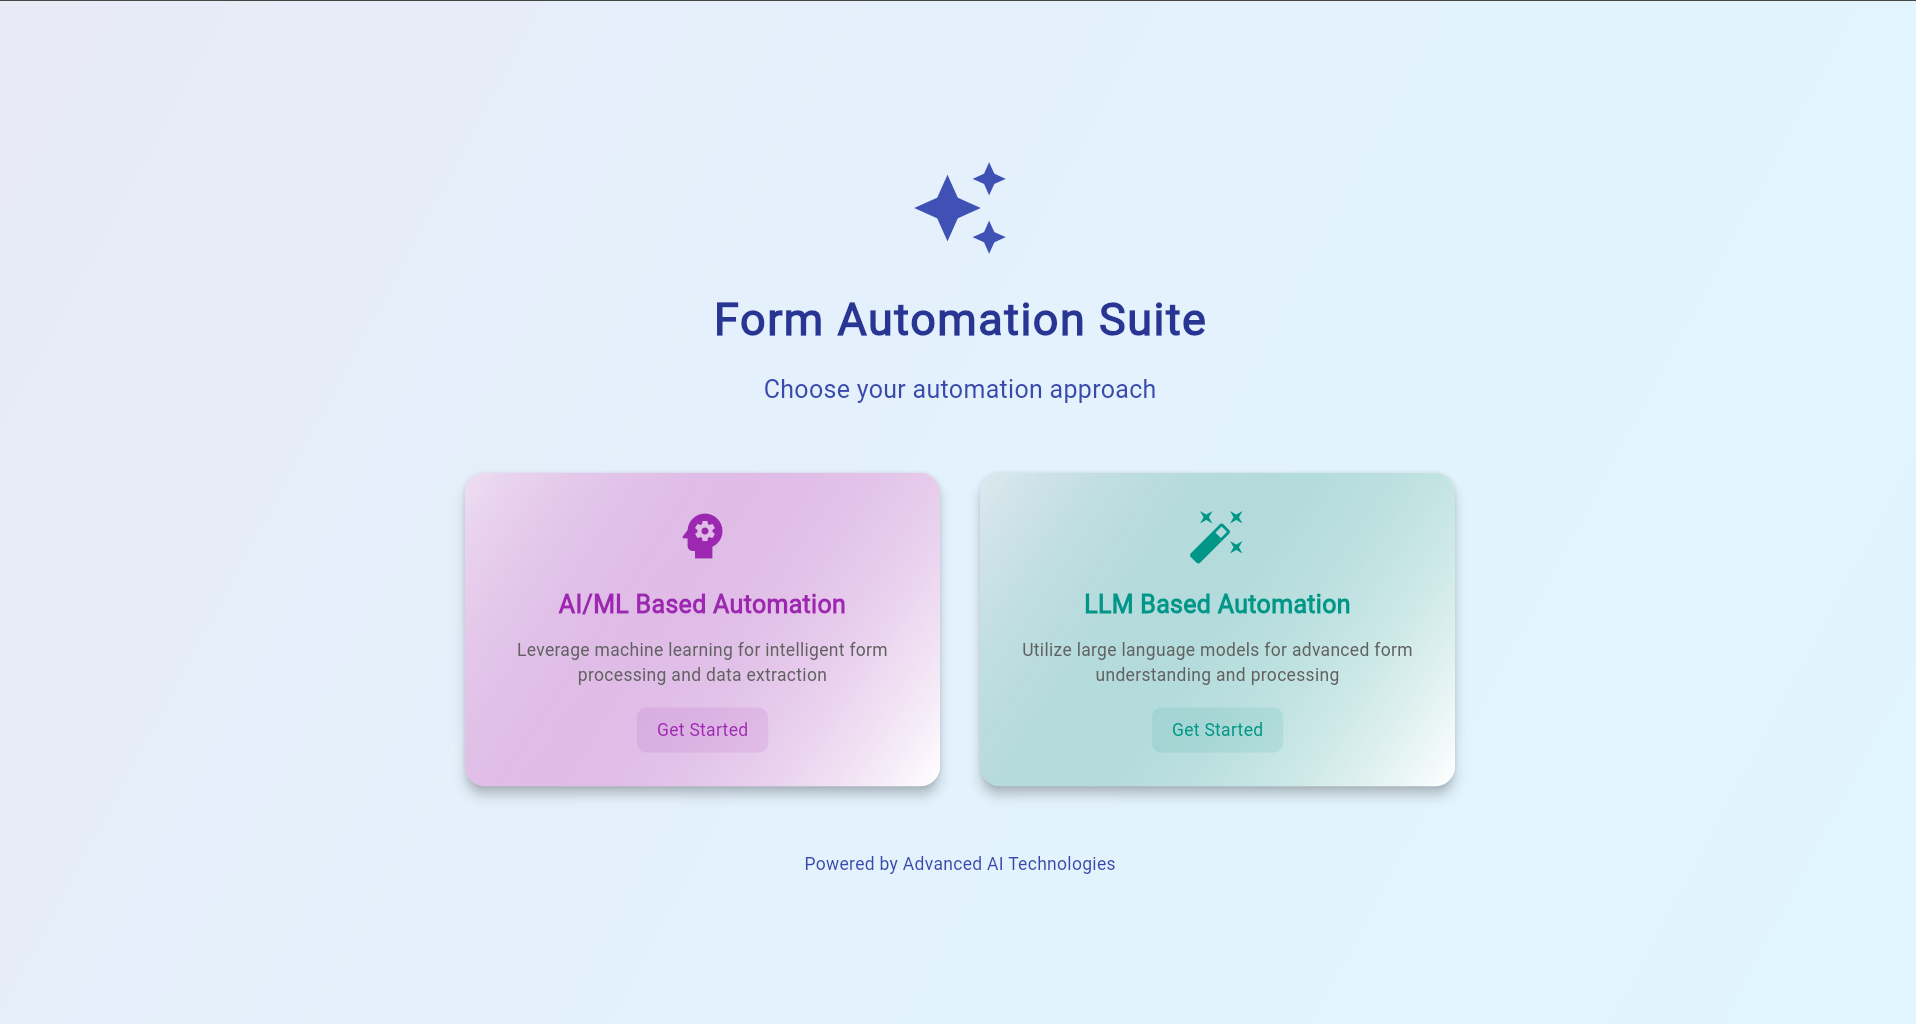 Form Automation Suite
Choose your automation approach
AI/ML Based Automation
Leverage machine learning for intelligent form
processing and data extraction
Get Started
LLM Based Automation
Utilize large language models for advanced form
understanding and processing
Get Started
Powered by Advanced AI Technologies